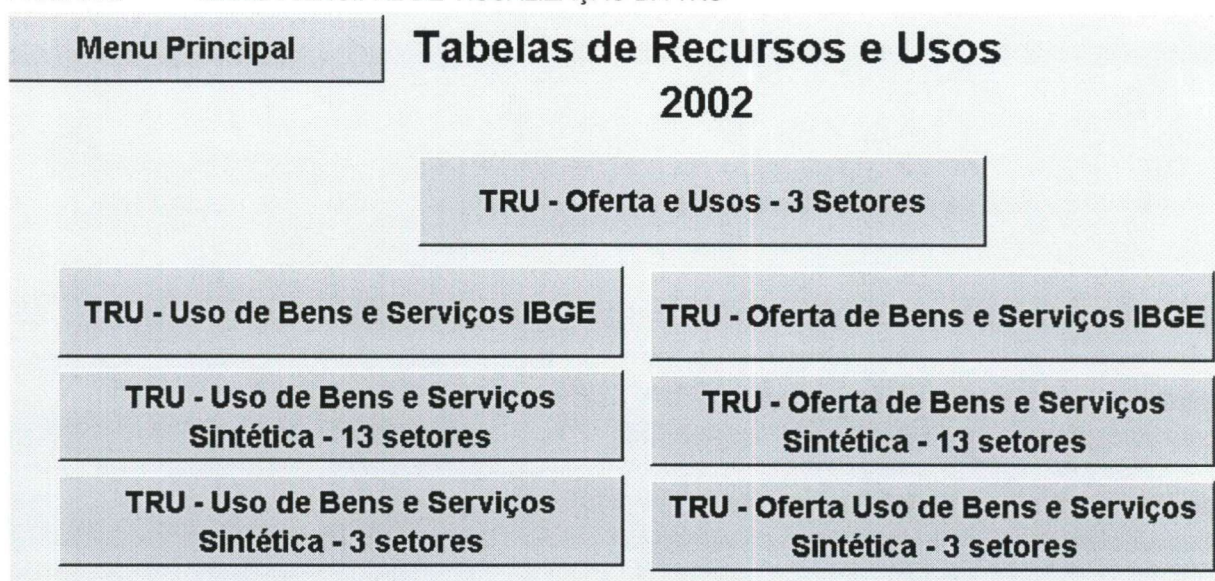 Menu Principal
Tabelas de Recursos e Usos
2002
TRU - Oferta e Usos - 3 Setores
TRU - Uso de Bens e Serviços IBGE
TRU - Oferta de Bens e Serviços IBGE
TRU - Uso de Bens e Serviços
Sintética - 13 setores
TRU - Oferta de Bens e Serviços
Sintética - 13 setores
TRU - Uso de Bens e Serviços
Sintética - 3 setores
TRU - Oferta Uso de Bens e Serviços
Sintética - 3 setores